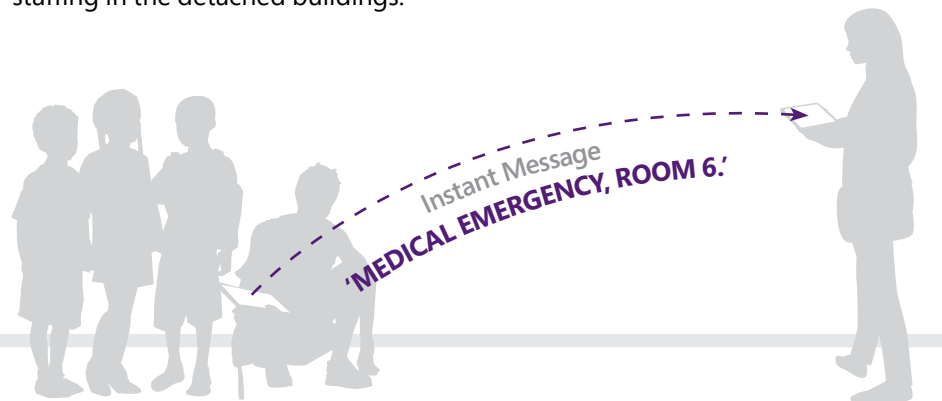 staffing in the detached buildings.
Instant Message
‘MEDICAL EMERGENCY, ROOM 6.’